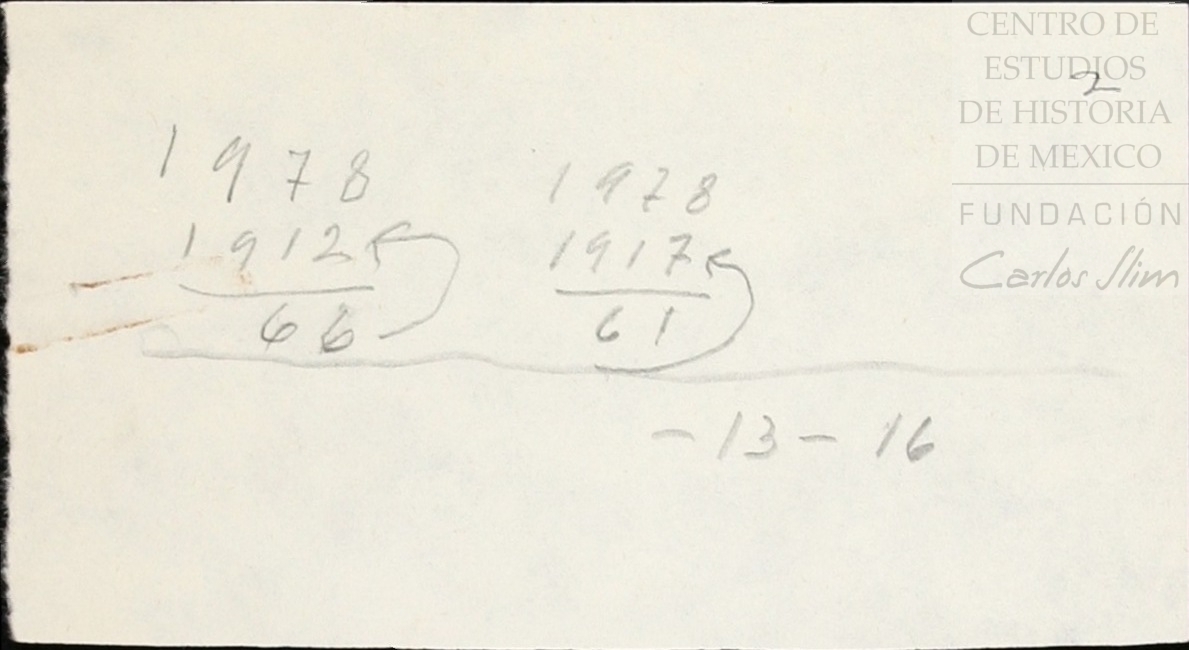 CENTRO DE
ESTUDIOS
DE HISTORIA
DE MEXICO
FUNDACIÓN
Carlos Slim
2
1978 1978
1912 1917
66 61
- 13 - 16